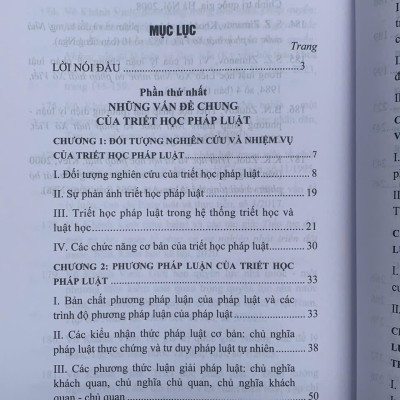 MỤC LỤC
Trang
LỜI NÓI ĐẦU 3
Phần thứ nhất
NHỮNG VẤN ĐỀ CHUNG
CỦA TRIẾT HỌC PHÁP LUẬT
CHƯƠNG 1: ĐỐI TƯỢNG NGHIÊN CỨU VÀ NHIỆM VỤ
CỦA TRIẾT HỌC PHÁP LUẬT 7
I. Đối tượng nghiên cứu của triết học pháp luật 8
II. Sự phản ánh triết học pháp luật 19
III. Triết học pháp luật trong hệ thống triết học và
luật học 21
IV. Các chức năng cơ bản của triết học pháp luật 30
CHƯƠNG 2: PHƯƠNG PHÁP LUẬN CỦA TRIẾT HỌC
PHÁP LUẬT 33
I. Bản chất phương pháp luận của pháp luật và các
trình độ phương pháp luận của pháp luật 33
II. Các kiểu nhận thức pháp luật cơ bản: chủ nghĩa
pháp luật thực chứng và tư duy pháp luật tự nhiên 38
III. Các phương thức luận giải pháp luật: chủ nghĩa
khách quan, chủ nghĩa chủ quan, chủ nghĩa khách
quan - chủ quan 50